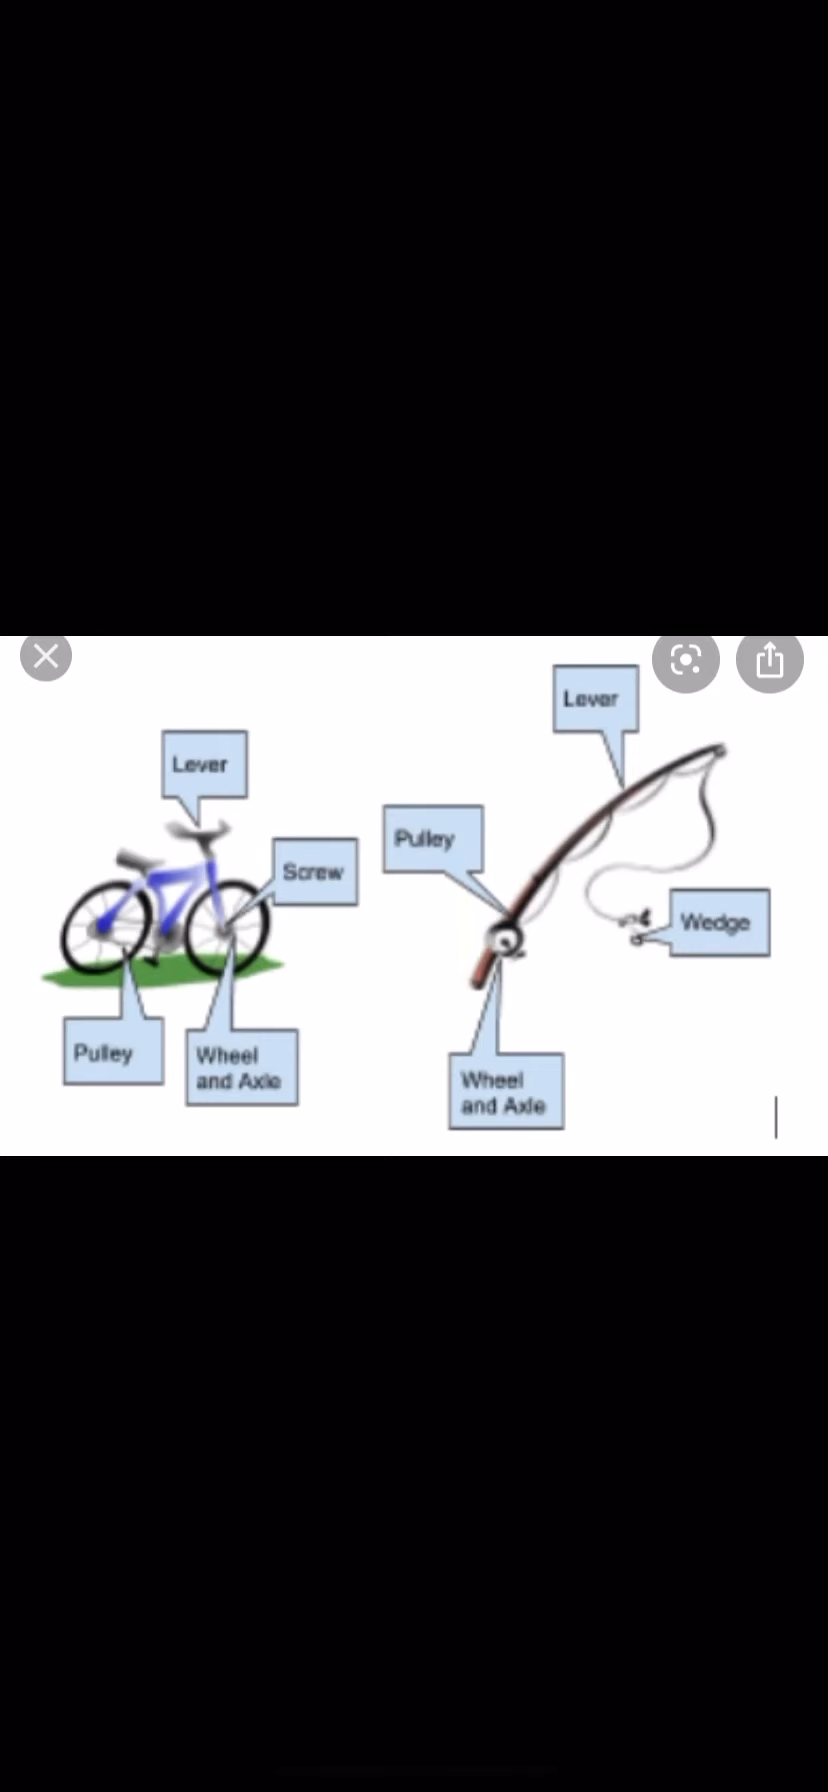 Lever
Screw
Pulley
Wheel
and Axle
Lever
Pulley
Wedge
Wheel
and Axle